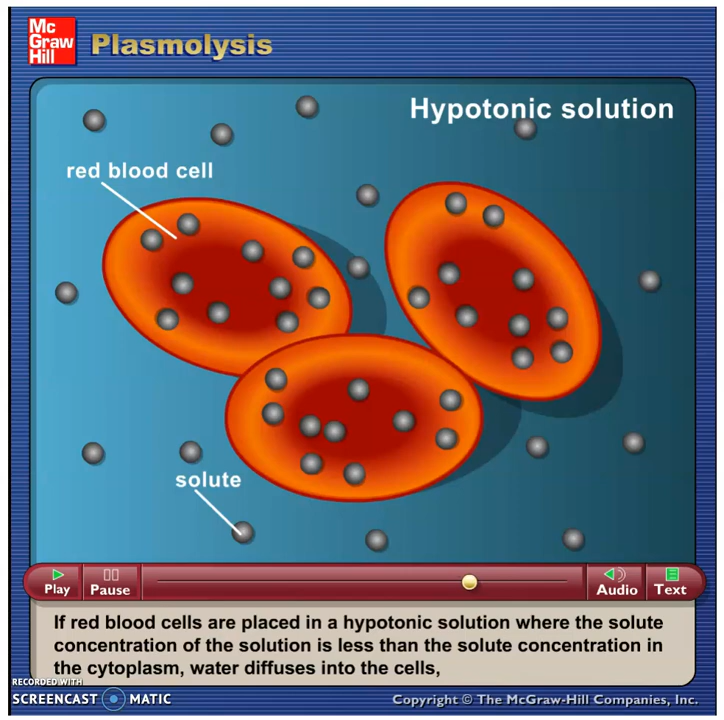 Mc
Graw
Hill
Plasmolysis
Hypotonic solution
red blood cell
solute
Play
Pause
Audio
Text
If red blood cells are placed in a hypotonic solution where the solute
concentration of the solution is less than the solute concentration in
the cytoplasm, water diffuses into the cells,
RECORDED WITH
SCREENCAST MATIC
Copyright © The McGraw-Hill Companies, Inc.